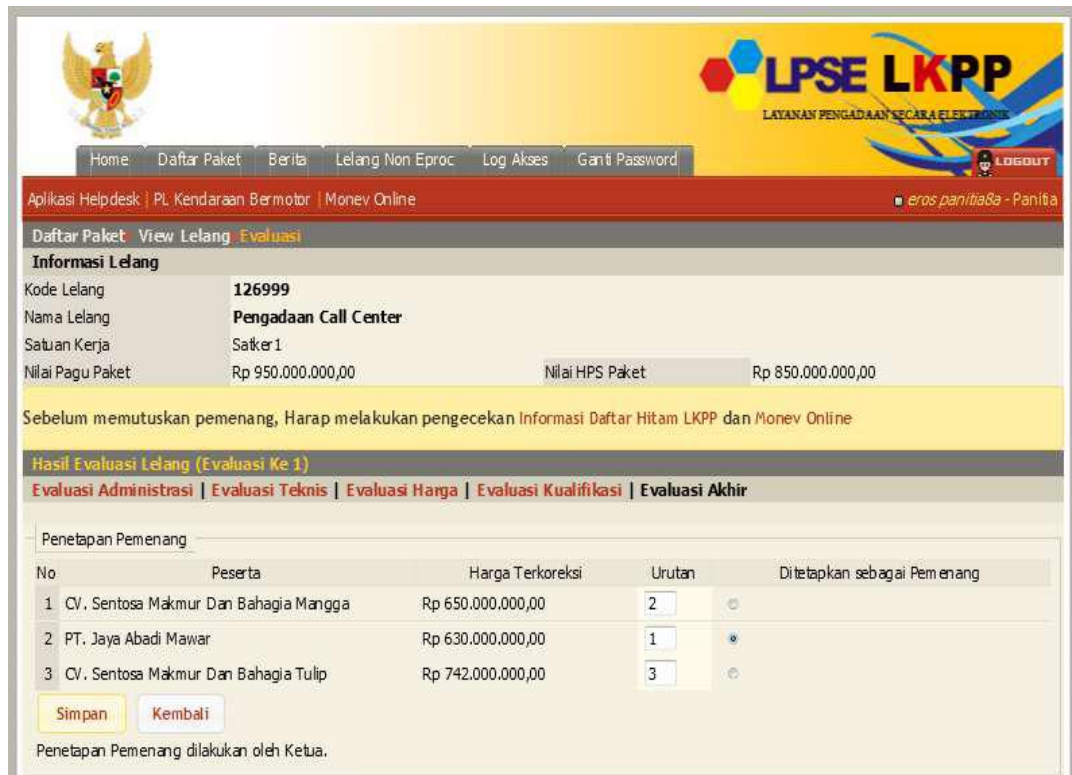 LPSE LKPP
LAYANAN PENGADAAN SECARA ELEKTRONIK
Home Daftar Paket Berita Lelang Non Eproc Log Akses Ganti Password
LOGOUT
Aplikasi Helpdesk | PL Kendaraan Bermotor | Monev Online eros panitia8a - Panitia
Daftar Paket View Lelang Evaluasi
Informasi Lelang
Kode Lelang 126999
Nama Lelang Pengadaan Call Center
Satuan Kerja Satker1
Nilai Pagu Paket Rp 950.000.000,00 Nilai HPS Paket Rp 850.000.000,00
Sebelum memutuskan pemenang, Harap melakukan pengecekan Informasi Daftar Hitam LKPP dan Monev Online
Hasil Evaluasi Lelang (Evaluasi Ke 1)
Evaluasi Administrasi | Evaluasi Teknis | Evaluasi Harga | Evaluasi Kualifikasi | Evaluasi Akhir
Penetapan Pemenang
No Peserta Harga Terkoreksi Urutan Ditetapkan sebagai Pemenang
1 CV. Sentosa Makmur Dan Bahagia Mangga Rp 650.000.000,00 2
2 PT. Jaya Abadi Mawar Rp 630.000.000,00 1
3 CV. Sentosa Makmur Dan Bahagia Tulip Rp 742.000.000,00 3
Simpan Kembali
Penetapan Pemenang dilakukan oleh Ketua.